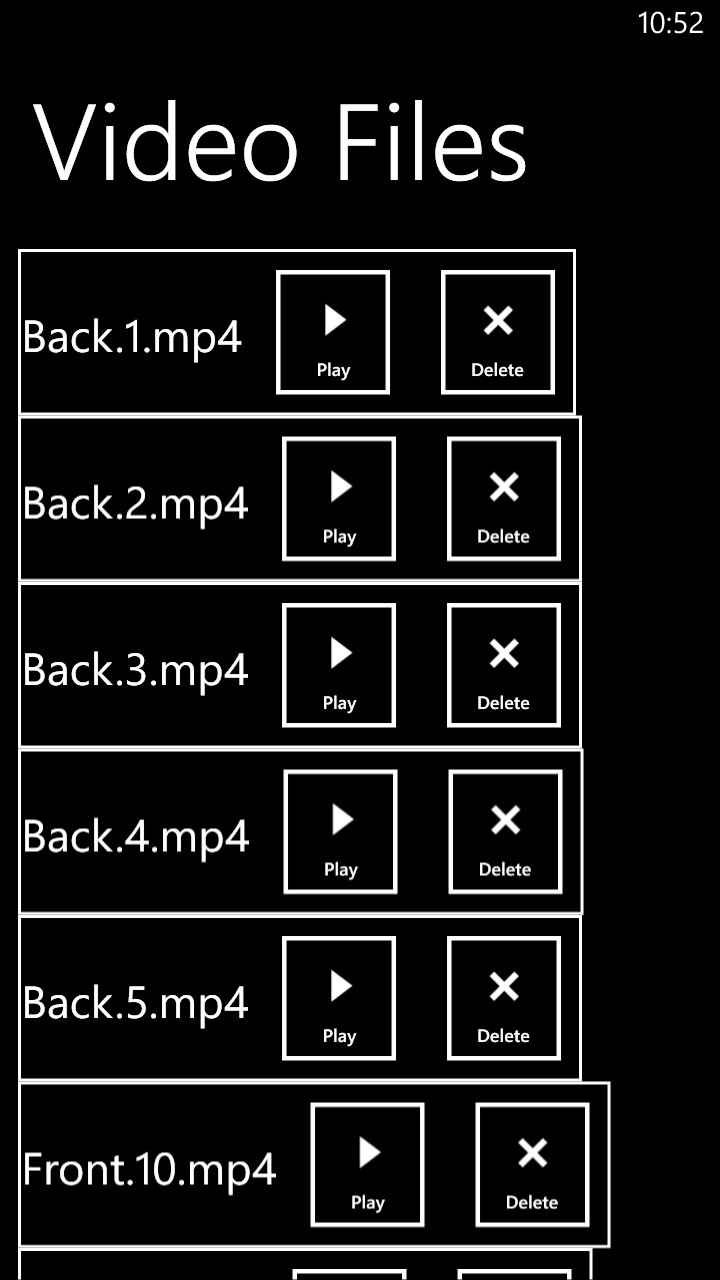 10:52
Video Files
Back.1.mp4 Play Delete
Back.2.mp4 Play Delete
Back.3.mp4 Play Delete
Back.4.mp4 Play Delete
Back.5.mp4 Play Delete
Front.10.mp4 Play Delete